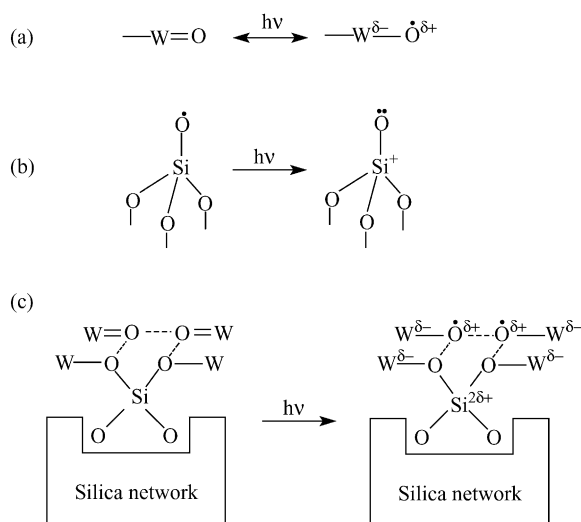 hν
(a) —W=O ⟷ —W^δ−—Ȯ^δ+
Ȯ Ö
hν
(b) Si Si⁺
O O O O O O
(c) W=O O=W W^δ− Ȯ^δ+ Ȯ^δ+ W^δ−
W O O W W^δ− O O W^δ−
Si hν Si^2δ+
O O O O
Silica network Silica network